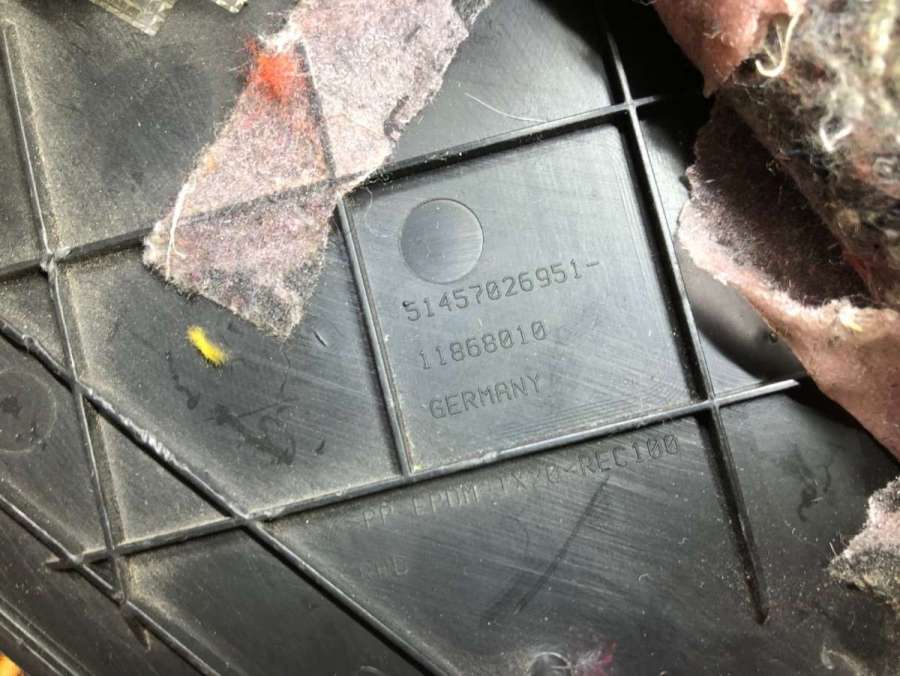 51457026951-
11868010
GERMANY
PP EPDM TX20-REC100